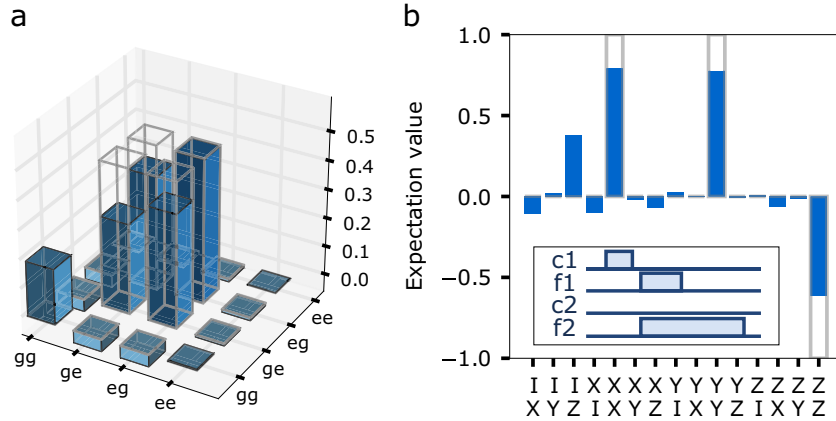 a
0.5
0.4
0.3
0.2
0.1
0.0
gg
ge
eg
ee
gg
ge
eg
ee
b
Expectation value
1.0
0.5
0.0
−0.5
−1.0
c1
f1
c2
f2
I I I X X X X Y Y Y Y Z Z Z Z
X Y Z I X Y Z I X Y Z I X Y Z